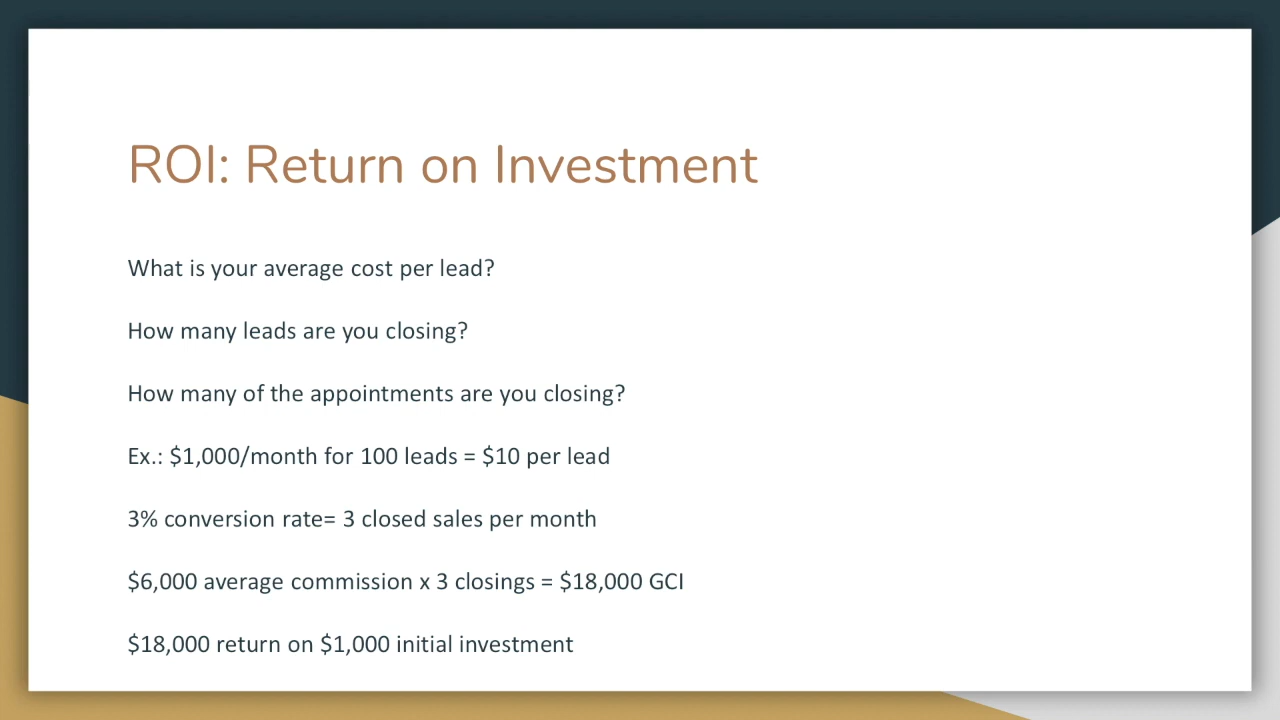 ROI: Return on Investment
What is your average cost per lead?
How many leads are you closing?
How many of the appointments are you closing?
Ex.: $1,000/month for 100 leads = $10 per lead
3% conversion rate= 3 closed sales per month
$6,000 average commission x 3 closings = $18,000 GCI
$18,000 return on $1,000 initial investment